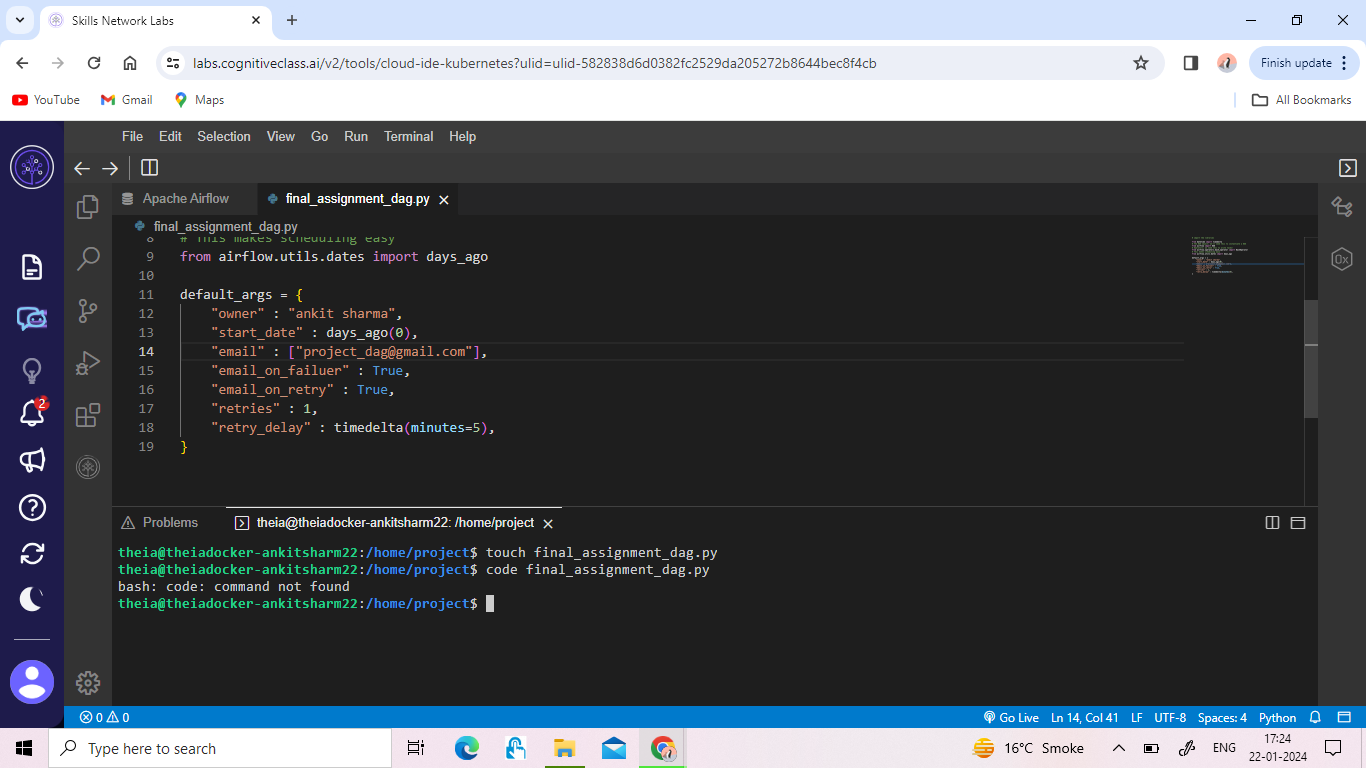 Skills Network Labs
labs.cognitiveclass.ai/v2/tools/cloud-ide-kubernetes?ulid=ulid-582838d6d0382fc2529da205272b8644bec8f4cb
Finish update
YouTube
Gmail
Maps
All Bookmarks
File Edit Selection View Go Run Terminal Help
Apache Airflow
final_assignment_dag.py
final_assignment_dag.py
8 # This makes scheduling easy
9 from airflow.utils.dates import days_ago
10
11 default_args = {
12 "owner" : "ankit sharma",
13 "start_date" : days_ago(0),
14 "email" : ["project_dag@gmail.com"],
15 "email_on_failuer" : True,
16 "email_on_retry" : True,
17 "retries" : 1,
18 "retry_delay" : timedelta(minutes=5),
19 }
2
Problems
theia@theiadocker-ankitsharm22: /home/project
theia@theiadocker-ankitsharm22:/home/project$ touch final_assignment_dag.py
theia@theiadocker-ankitsharm22:/home/project$ code final_assignment_dag.py
bash: code: command not found
theia@theiadocker-ankitsharm22:/home/project$
0 0
Go Live Ln 14, Col 41 LF UTF-8 Spaces: 4 Python
Type here to search
16°C Smoke
ENG
17:24
22-01-2024